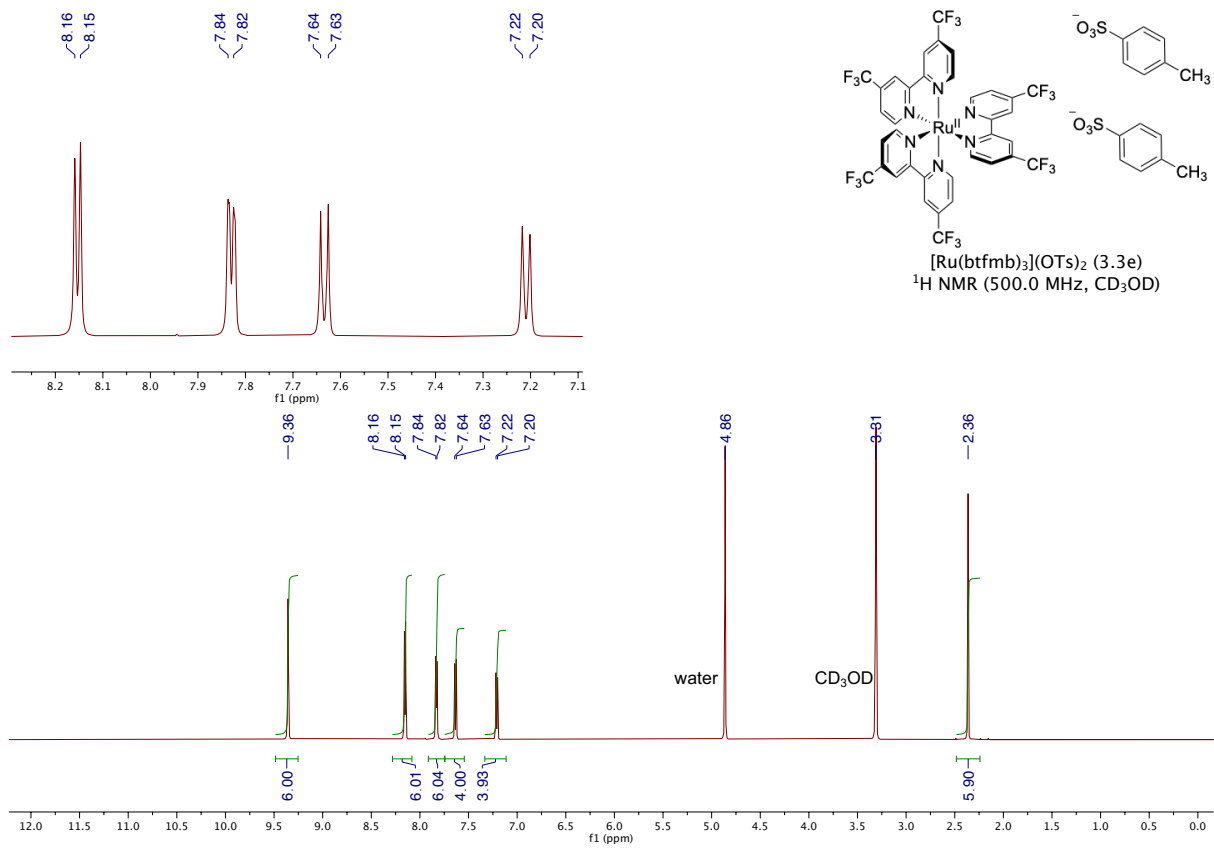 8.16
8.15
7.84
7.82
7.64
7.63
7.22
7.20
8.2 8.1 8.0 7.9 7.8 7.7 7.6 7.5 7.4 7.3 7.2 7.1
f1 (ppm)
CF3
F3C
N
N
RuII
N
N
N
N
CF3
CF3
F3C
CF3
−O3S
CH3
−O3S
CH3
[Ru(btfmb)3](OTs)2 (3.3e)
1H NMR (500.0 MHz, CD3OD)
9.36
8.16
8.15
7.84
7.82
7.64
7.63
7.22
7.20
4.86
3.31
2.36
water
CD3OD
6.00
6.01
6.04
4.00
3.93
5.90
12.0 11.5 11.0 10.5 10.0 9.5 9.0 8.5 8.0 7.5 7.0 6.5 6.0 5.5 5.0 4.5 4.0 3.5 3.0 2.5 2.0 1.5 1.0 0.5 0.0
f1 (ppm)